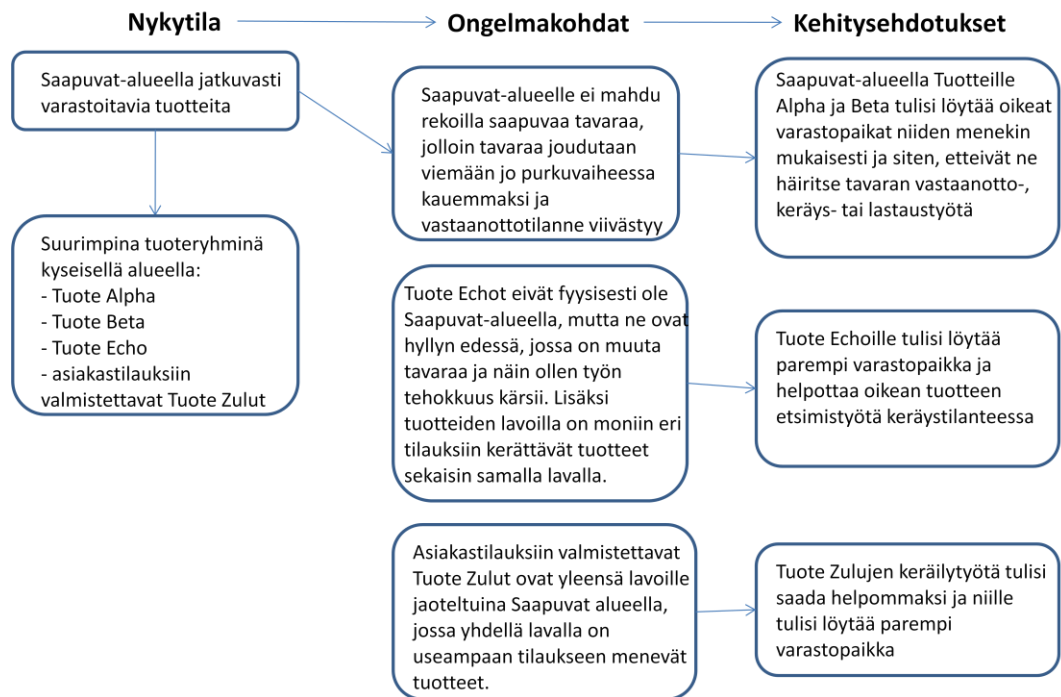 Nykytila
Ongelmakohdat
Kehitysehdotukset
Saapuvat-alueella jatkuvasti
varastoitavia tuotteita
Suurimpina tuoteryhminä
kyseisellä alueella:
- Tuote Alpha
- Tuote Beta
- Tuote Echo
- asiakastilauksiin
valmistettavat Tuote Zulut
Saapuvat-alueelle ei mahdu
rekoilla saapuvaa tavaraa,
jolloin tavaraa joudutaan
viemään jo purkuvaiheessa
kauemmaksi ja
vastaanottotilanne viivästyy
Tuote Echot eivät fyysisesti ole
Saapuvat-alueella, mutta ne ovat
hyllyn edessä, jossa on muuta
tavaraa ja näin ollen työn
tehokkuus kärsii. Lisäksi
tuotteiden lavoilla on moniin eri
tilauksiin kerättävät tuotteet
sekaisin samalla lavalla.
Asiakastilauksiin valmistettavat
Tuote Zulut ovat yleensä lavoille
jaoteltuina Saapuvat alueella,
jossa yhdellä lavalla on
useampaan tilaukseen menevät
tuotteet.
Saapuvat-alueella Tuotteille
Alpha ja Beta tulisi löytää oikeat
varastopaikat niiden menekin
mukaisesti ja siten, etteivät ne
häiritse tavaran vastaanotto-,
keräys- tai lastaustyötä
Tuote Echoille tulisi löytää
parempi varastopaikka ja
helpottaa oikean tuotteen
etsimistyötä keräystilanteessa
Tuote Zulujen keräilytyötä tulisi
saada helpommaksi ja niille
tulisi löytää parempi
varastopaikka